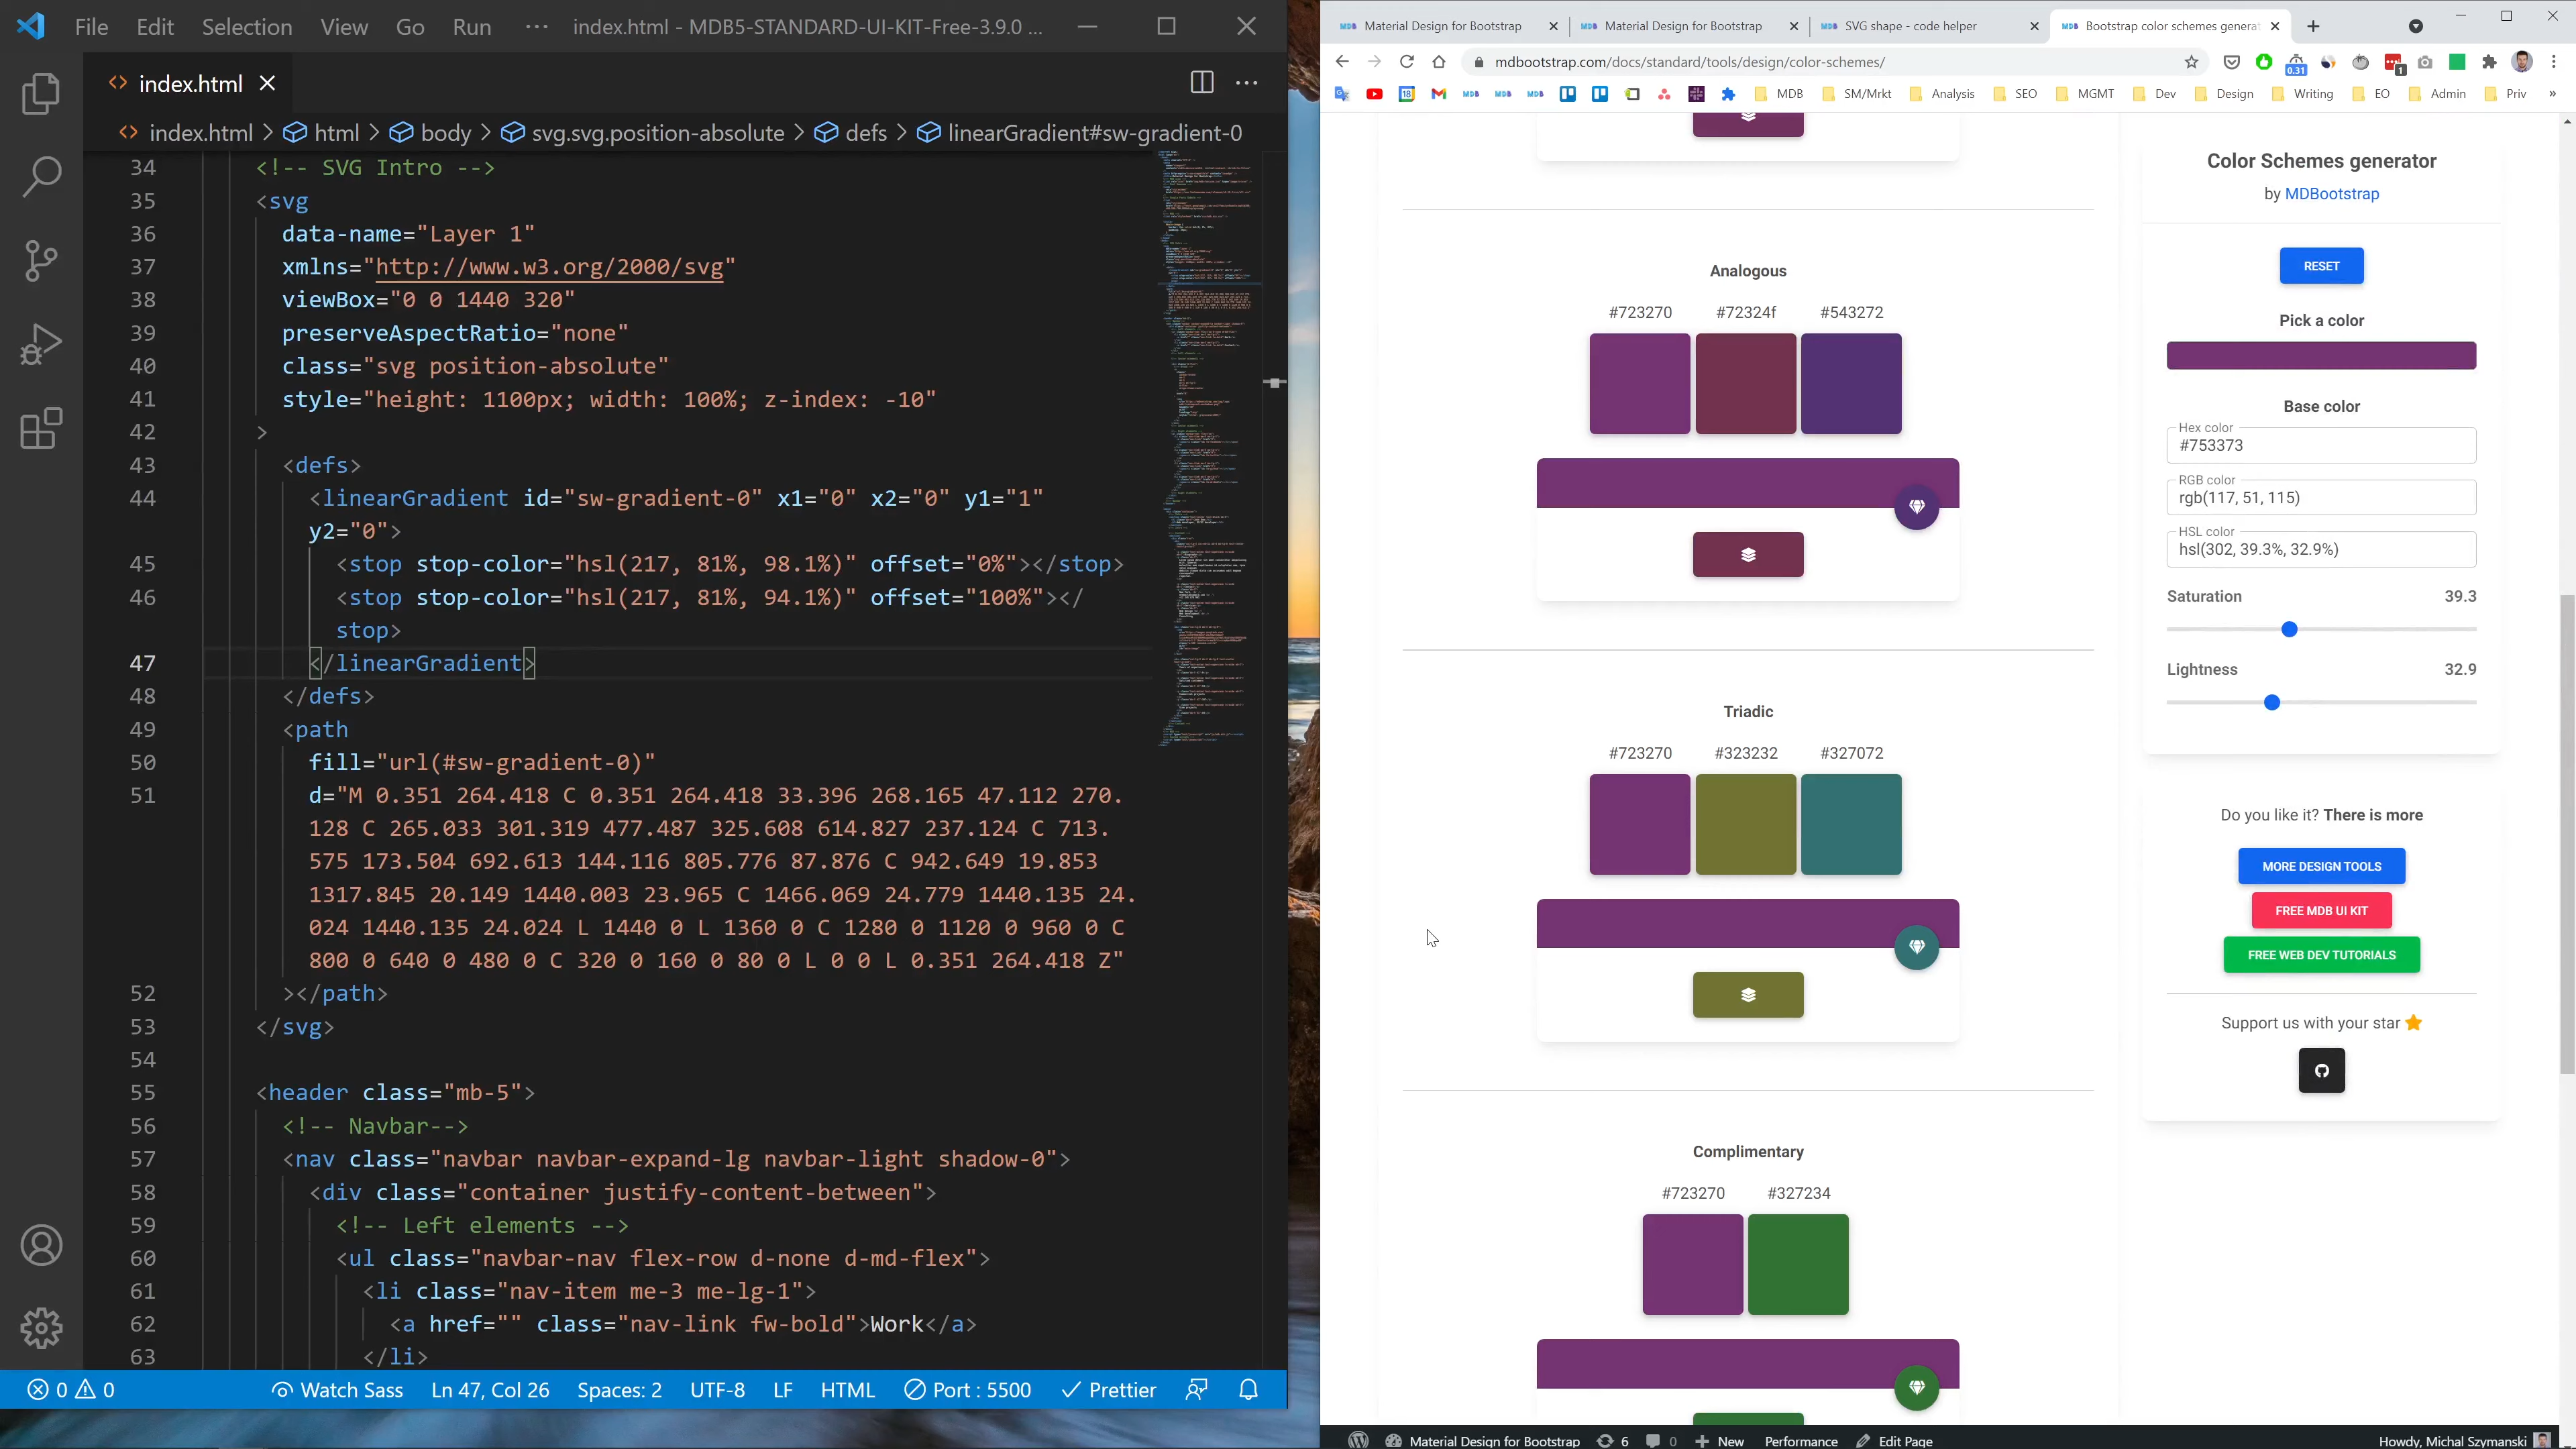 File Edit Selection View Go Run ··· index.html - MDB5-STANDARD-UI-KIT-Free-3.9.0 ...
index.html
index.html > html > body > svg.svg.position-absolute > defs > linearGradient#sw-gradient-0
34 <!-- SVG Intro -->
35 <svg
36 data-name="Layer 1"
37 xmlns="http://www.w3.org/2000/svg"
38 viewBox="0 0 1440 320"
39 preserveAspectRatio="none"
40 class="svg position-absolute"
41 style="height: 1100px; width: 100%; z-index: -10"
42 >
43 <defs>
44 <linearGradient id="sw-gradient-0" x1="0" x2="0" y1="1"
y2="0">
45 <stop stop-color="hsl(217, 81%, 98.1%)" offset="0%"></stop>
46 <stop stop-color="hsl(217, 81%, 94.1%)" offset="100%"></
stop>
47 </linearGradient>
48 </defs>
49 <path
50 fill="url(#sw-gradient-0)"
51 d="M 0.351 264.418 C 0.351 264.418 33.396 268.165 47.112 270.
128 C 265.033 301.319 477.487 325.608 614.827 237.124 C 713.
575 173.504 692.613 144.116 805.776 87.876 C 942.649 19.853
1317.845 20.149 1440.003 23.965 C 1466.069 24.779 1440.135 24.
024 1440.135 24.024 L 1440 0 L 1360 0 C 1280 0 1120 0 960 0 C
800 0 640 0 480 0 C 320 0 160 0 80 0 L 0 0 L 0.351 264.418 Z"
52 ></path>
53 </svg>
54
55 <header class="mb-5">
56 <!-- Navbar-->
57 <nav class="navbar navbar-expand-lg navbar-light shadow-0">
58 <div class="container justify-content-between">
59 <!-- Left elements -->
60 <ul class="navbar-nav flex-row d-none d-md-flex">
61 <li class="nav-item me-3 me-lg-1">
62 <a href="" class="nav-link fw-bold">Work</a>
63 </li>
0 0 Watch Sass Ln 47, Col 26 Spaces: 2 UTF-8 LF HTML Port : 5500 Prettier
MDB Material Design for Bootstrap MDB Material Design for Bootstrap MDB SVG shape - code helper MDB Bootstrap color schemes generat
mdbootstrap.com/docs/standard/tools/design/color-schemes/
0.31 1
18 MDB MDB MDB MDB SM/Mrkt Analysis SEO MGMT Dev Design Writing EO Admin Priv »
Analogous
#723270 #72324f #543272
Triadic
#723270 #323232 #327072
Complimentary
#723270 #327234
Color Schemes generator
by MDBootstrap
RESET
Pick a color
Base color
Hex color
#753373
RGB color
rgb(117, 51, 115)
HSL color
hsl(302, 39.3%, 32.9%)
Saturation 39.3
Lightness 32.9
Do you like it? There is more
MORE DESIGN TOOLS
FREE MDB UI KIT
FREE WEB DEV TUTORIALS
Support us with your star
Material Design for Bootstrap 6 0 New Performance Edit Page Howdy, Michal Szymanski